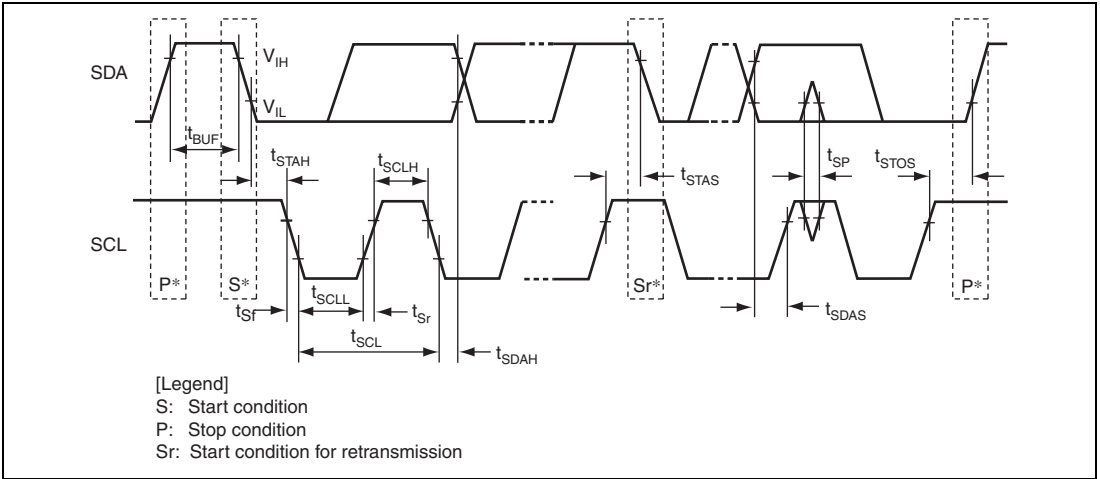 SDA
V_IH
V_IL
t_BUF
t_STAH
t_SCLH
t_STAS
t_SP
t_STOS
SCL
P*
S*
Sr*
P*
t_Sf
t_SCLL
t_Sr
t_SDAS
t_SCL
t_SDAH
[Legend]
S: Start condition
P: Stop condition
Sr: Start condition for retransmission